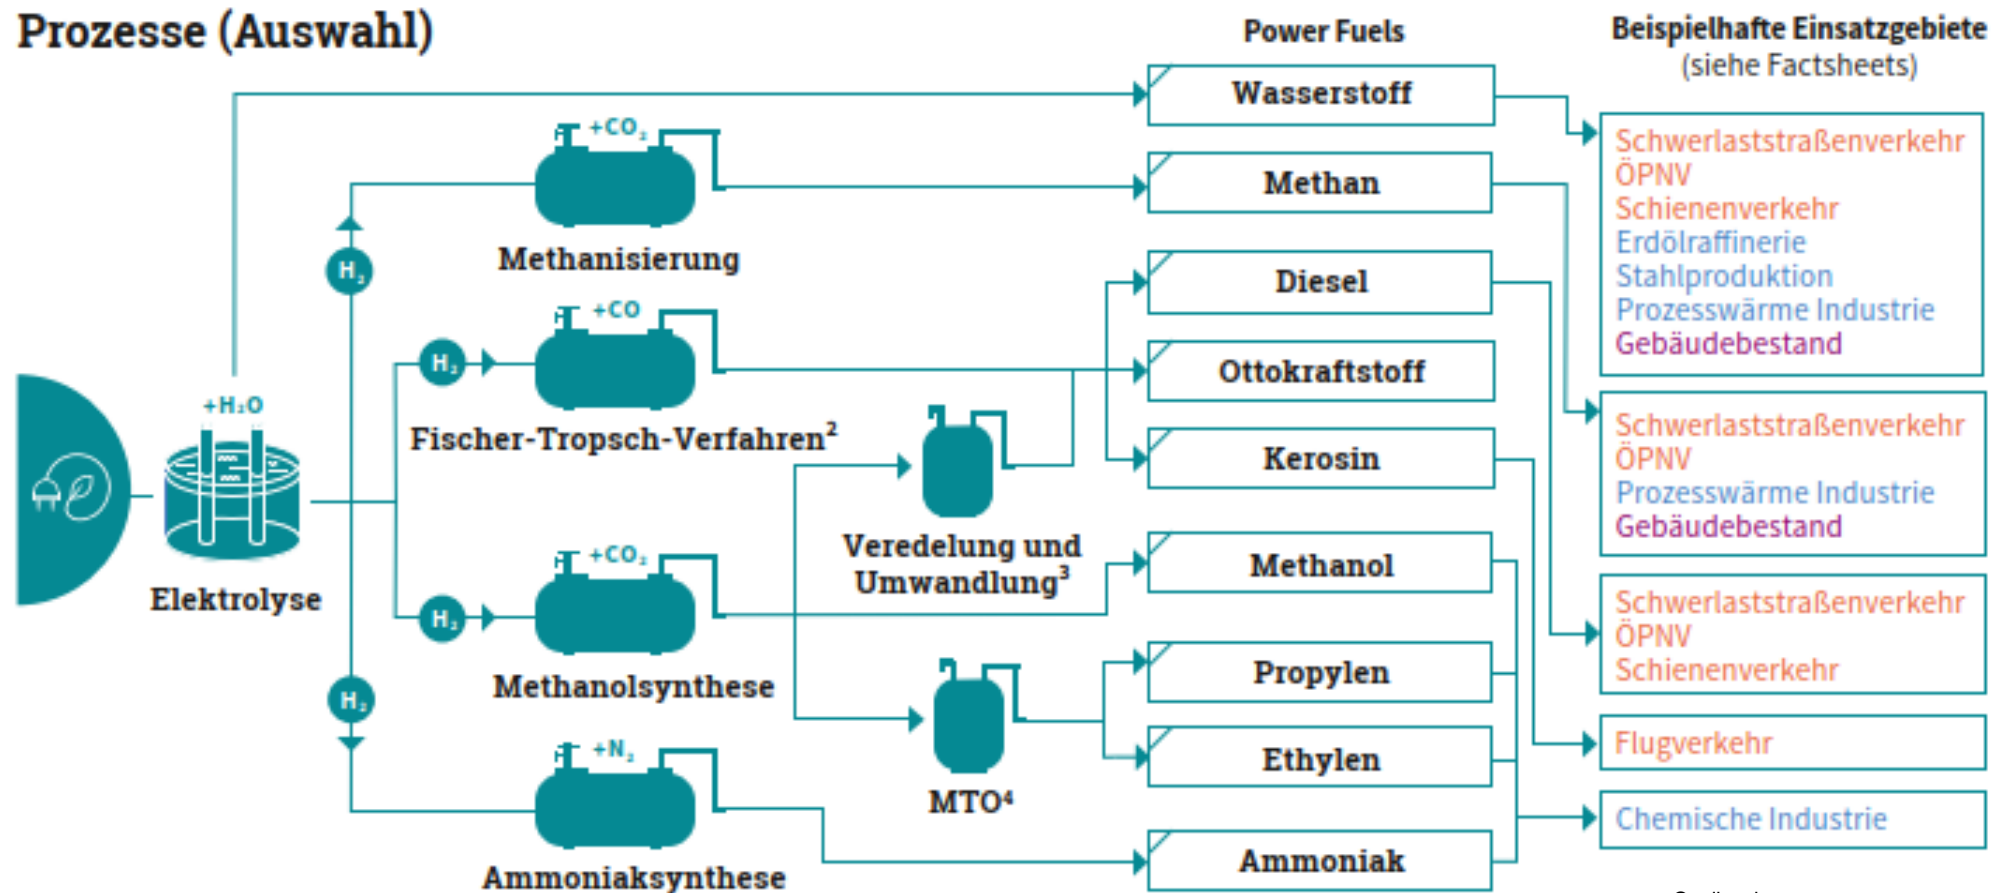 Prozesse (Auswahl)
Power Fuels
Beispielhafte Einsatzgebiete
(siehe Factsheets)
Wasserstoff
+CO₂
Methan
H₂
Methanisierung
Diesel
+CO
H₂
Ottokraftstoff
Fischer-Tropsch-Verfahren²
+H₂O
Kerosin
Elektrolyse
Veredelung und
Umwandlung³
+CO₂
Methanol
H₂
Methanolsynthese
Propylen
H₂
+N₂
Ethylen
MTO⁴
Ammoniak
Ammoniaksynthese
Schwerlaststraßenverkehr
ÖPNV
Schienenverkehr
Erdölraffinerie
Stahlproduktion
Prozesswärme Industrie
Gebäudebestand
Schwerlaststraßenverkehr
ÖPNV
Prozesswärme Industrie
Gebäudebestand
Schwerlaststraßenverkehr
ÖPNV
Schienenverkehr
Flugverkehr
Chemische Industrie